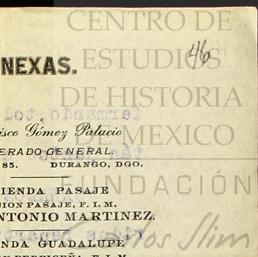 CENTRO DE
ESTUDIOS
46
NEXAS.
DE HISTORIA
isco Gómez Palacio
DE MEXICO
ERADO GENERAL
85. DURANGO, DGO.
FUNDACIÓN
IENDA PASAJE
ION PASAJE, F. I. M.
NTONIO MARTINEZ.
Carlos Slim
NDA GUADALUPE